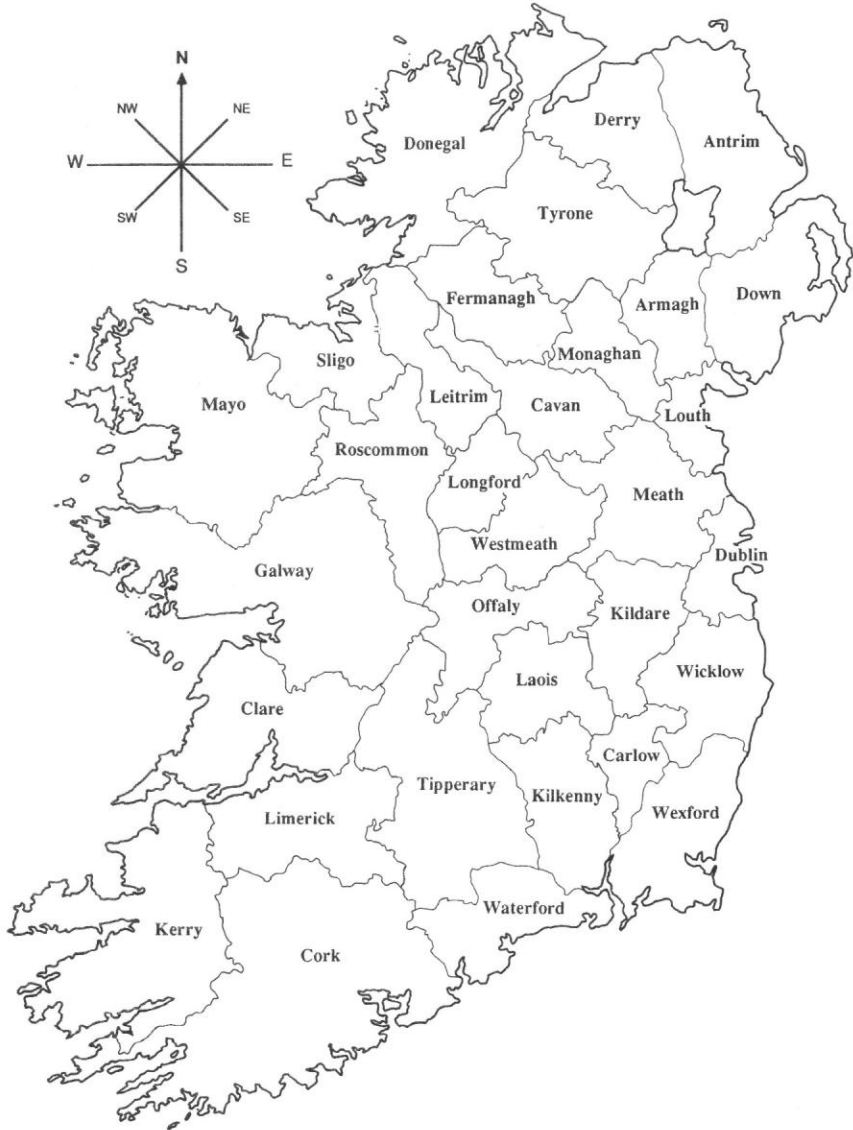 N
NW
NE
W
E
SW
SE
S
Donegal
Derry
Antrim
Tyrone
Fermanagh
Armagh
Down
Monaghan
Sligo
Leitrim
Cavan
Louth
Mayo
Roscommon
Longford
Meath
Westmeath
Dublin
Galway
Offaly
Kildare
Laois
Wicklow
Clare
Carlow
Tipperary
Kilkenny
Wexford
Limerick
Waterford
Kerry
Cork